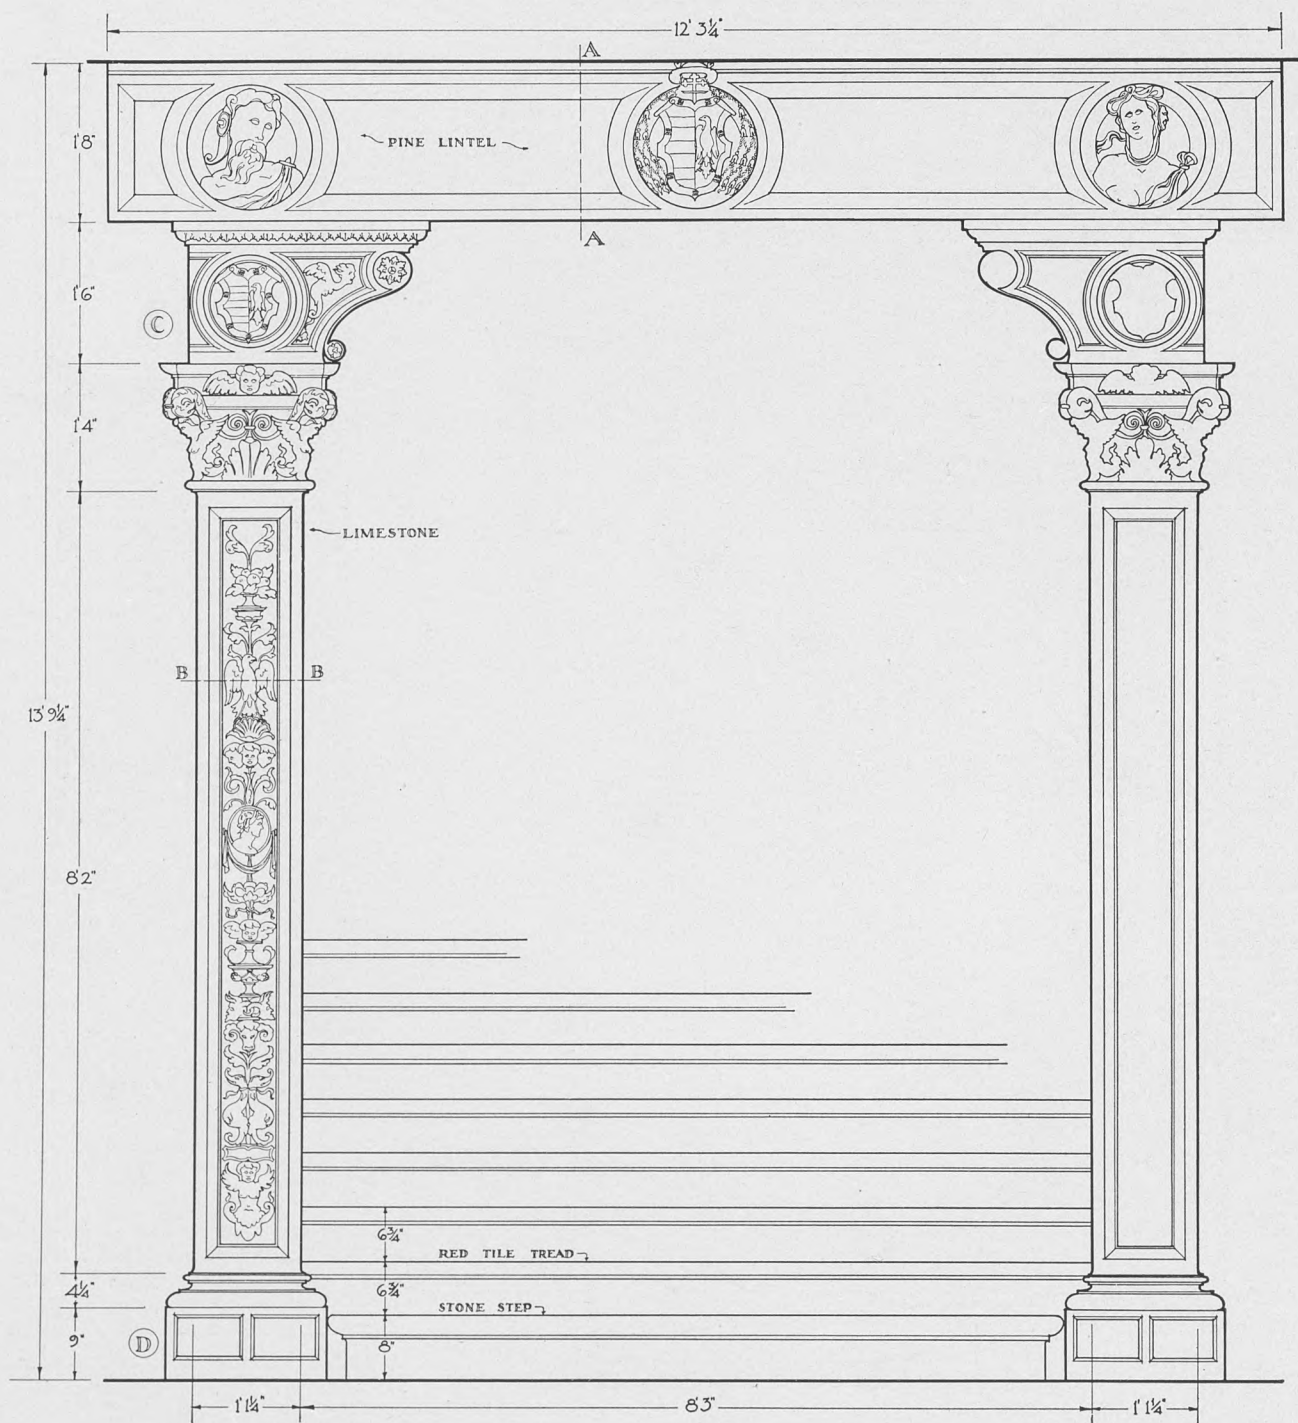 12' 3¼"
A
1'8"
PINE LINTEL
A
1'6"
C
1'4"
LIMESTONE
B B
13' 9¼"
8'2"
6¾"
RED TILE TREAD
4¼"
6¾"
STONE STEP
9"
D
8"
1'1¼"
8'3"
1' 1¼"